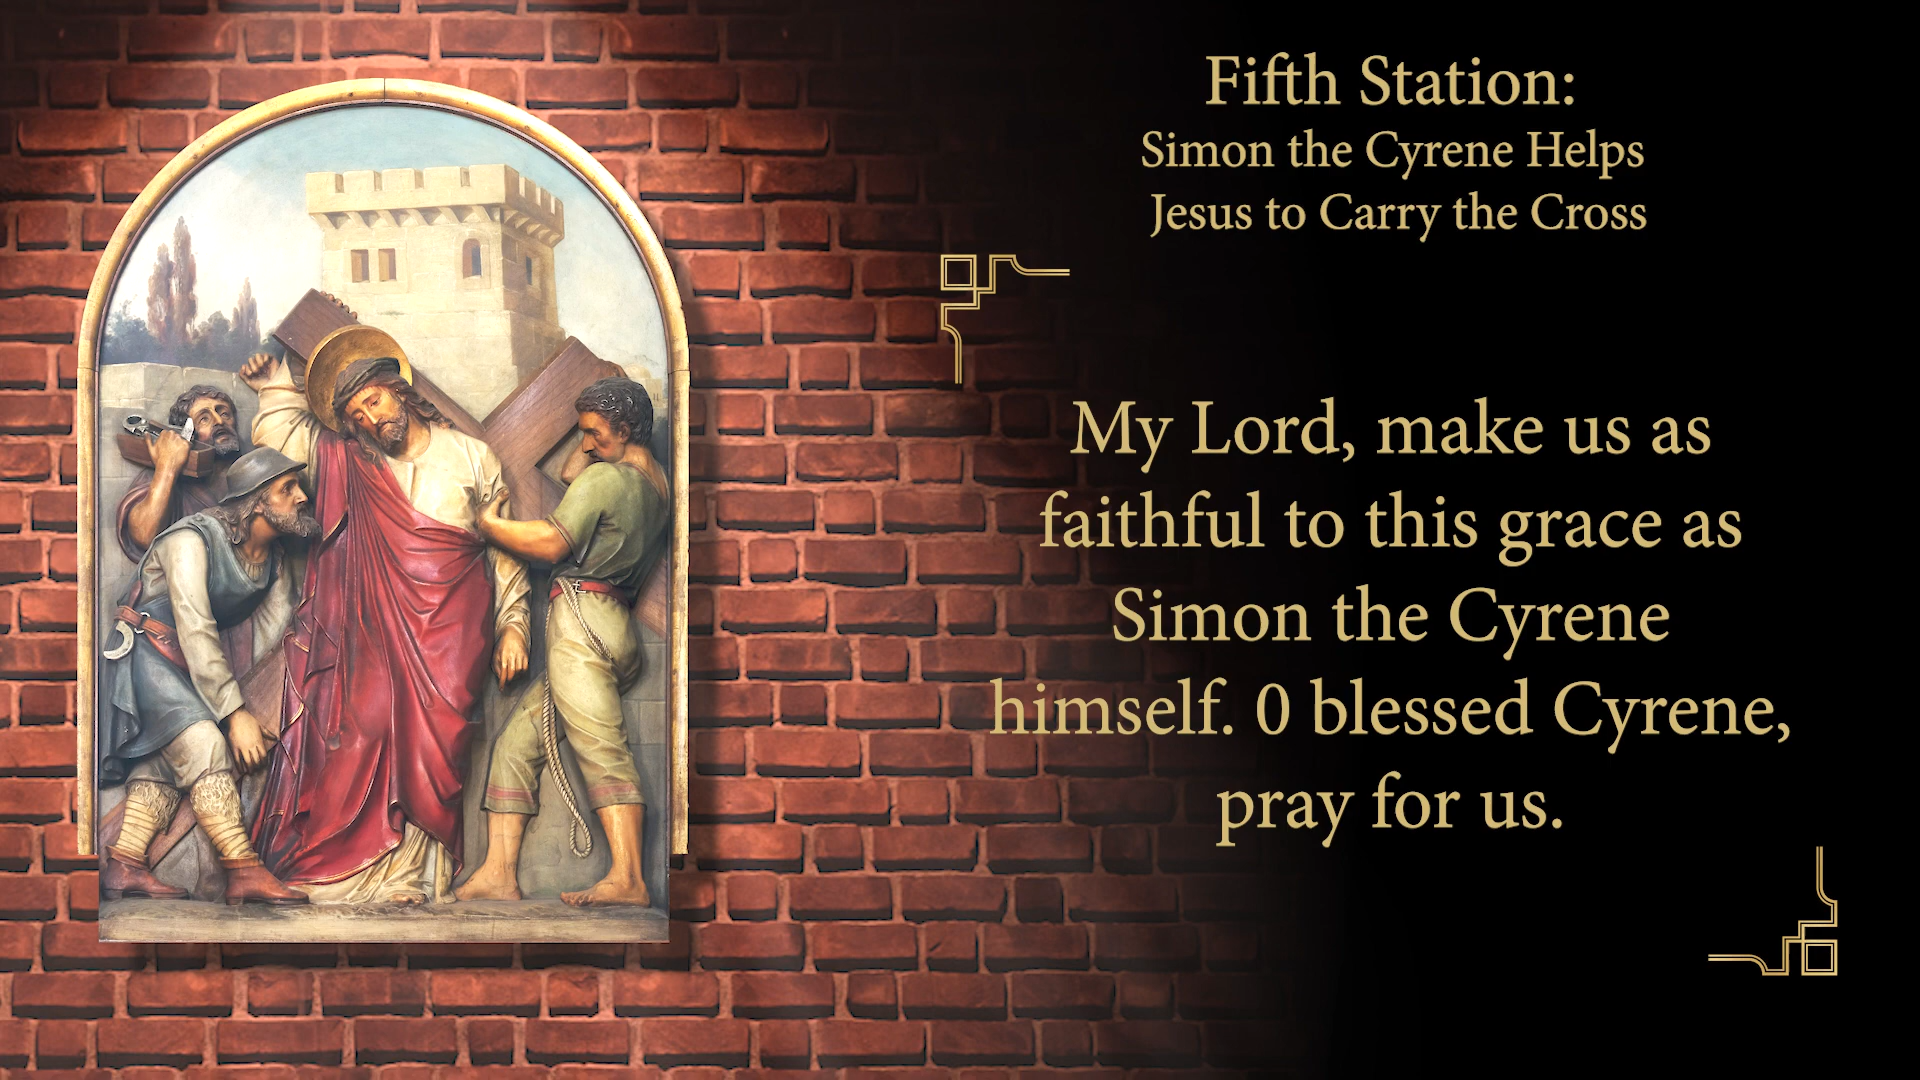 Fifth Station:
Simon the Cyrene Helps
Jesus to Carry the Cross
My Lord, make us as
faithful to this grace as
Simon the Cyrene
himself. 0 blessed Cyrene,
pray for us.